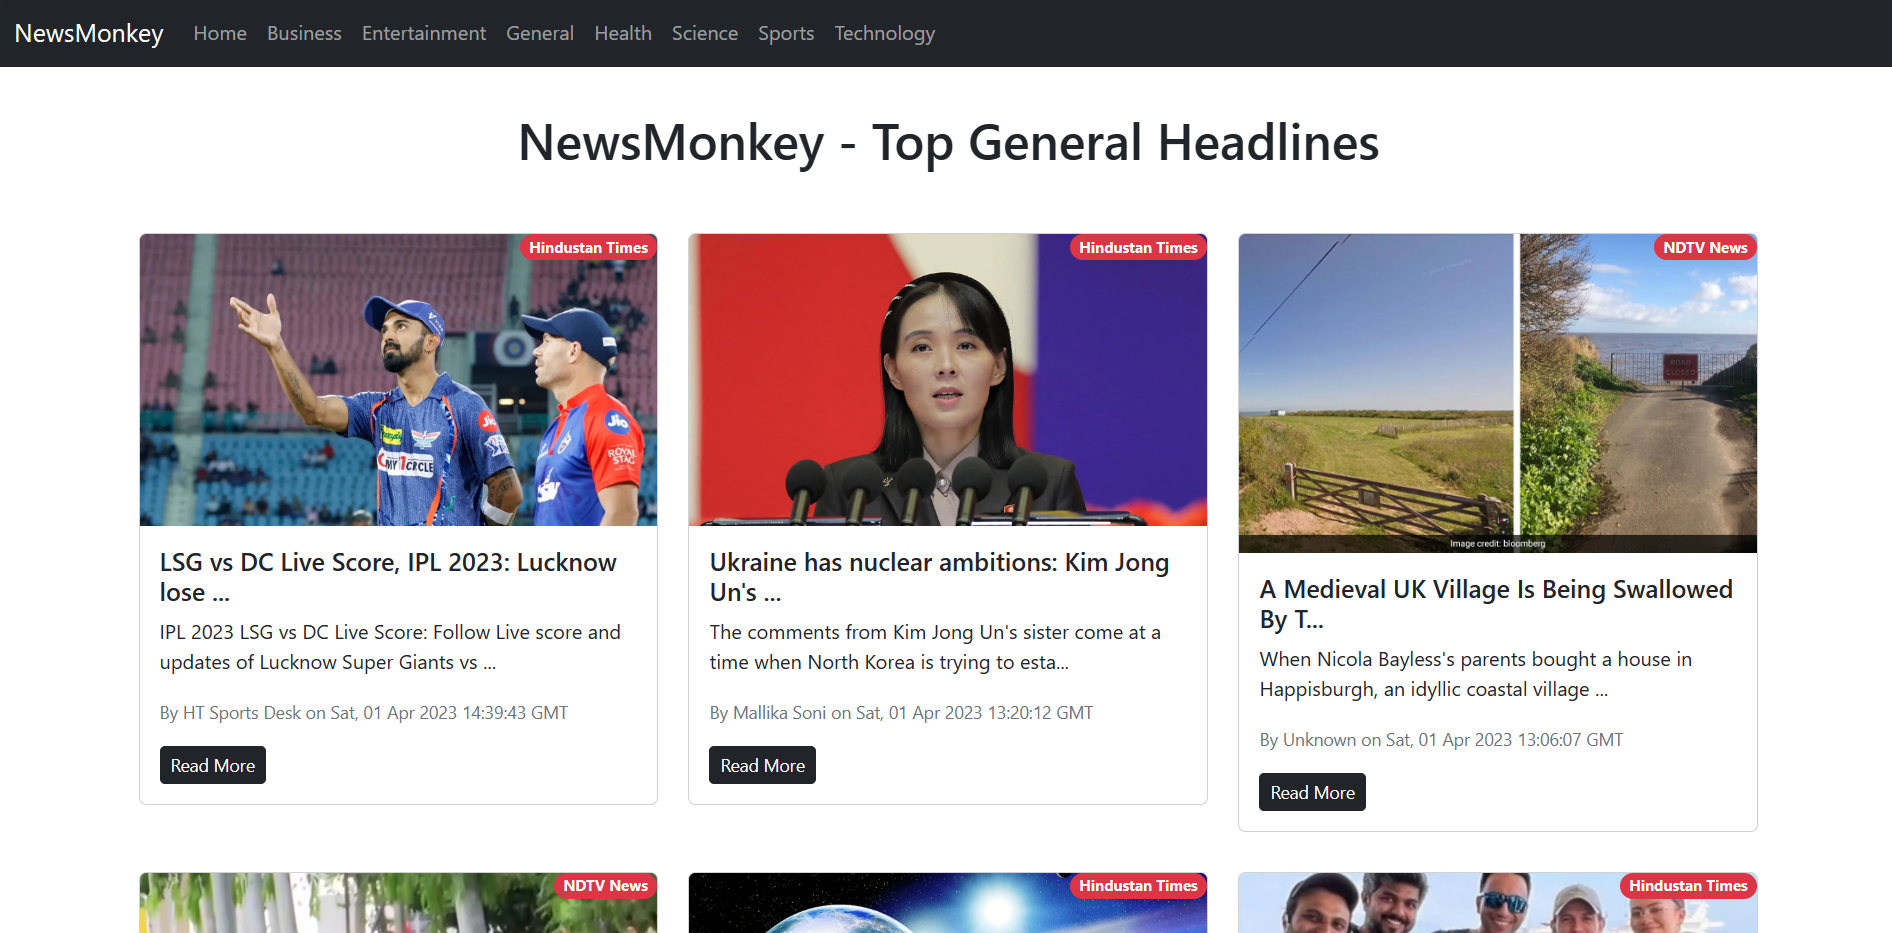 NewsMonkey Home Business Entertainment General Health Science Sports Technology
NewsMonkey - Top General Headlines
Hindustan Times
Jio
MY11CIRCLE
Jio
ROYAL
STAG
LSG vs DC Live Score, IPL 2023: Lucknow
lose ...
IPL 2023 LSG vs DC Live Score: Follow Live score and
updates of Lucknow Super Giants vs ...
By HT Sports Desk on Sat, 01 Apr 2023 14:39:43 GMT
Read More
Hindustan Times
Ukraine has nuclear ambitions: Kim Jong
Un's ...
The comments from Kim Jong Un's sister come at a
time when North Korea is trying to esta...
By Mallika Soni on Sat, 01 Apr 2023 13:20:12 GMT
Read More
NDTV News
ROAD
CLOSED
Image credit: bloomberg
A Medieval UK Village Is Being Swallowed
By T...
When Nicola Bayless's parents bought a house in
Happisburgh, an idyllic coastal village ...
By Unknown on Sat, 01 Apr 2023 13:06:07 GMT
Read More
NDTV News
Hindustan Times
Hindustan Times